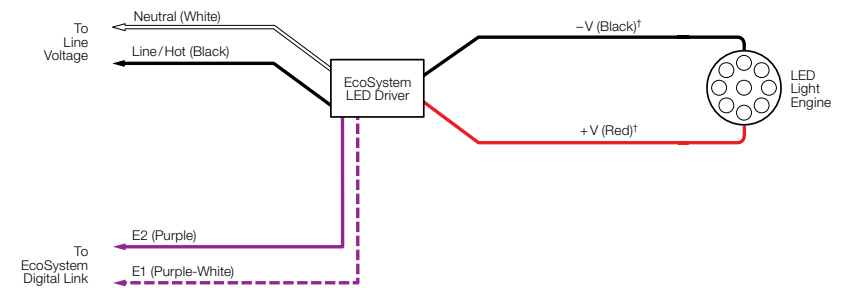 Neutral (White)
To
Line
Voltage
Line/Hot (Black)
EcoSystem
LED Driver
–V (Black)†
LED
Light
Engine
+V (Red)†
E2 (Purple)
To
EcoSystem
Digital Link
E1 (Purple-White)